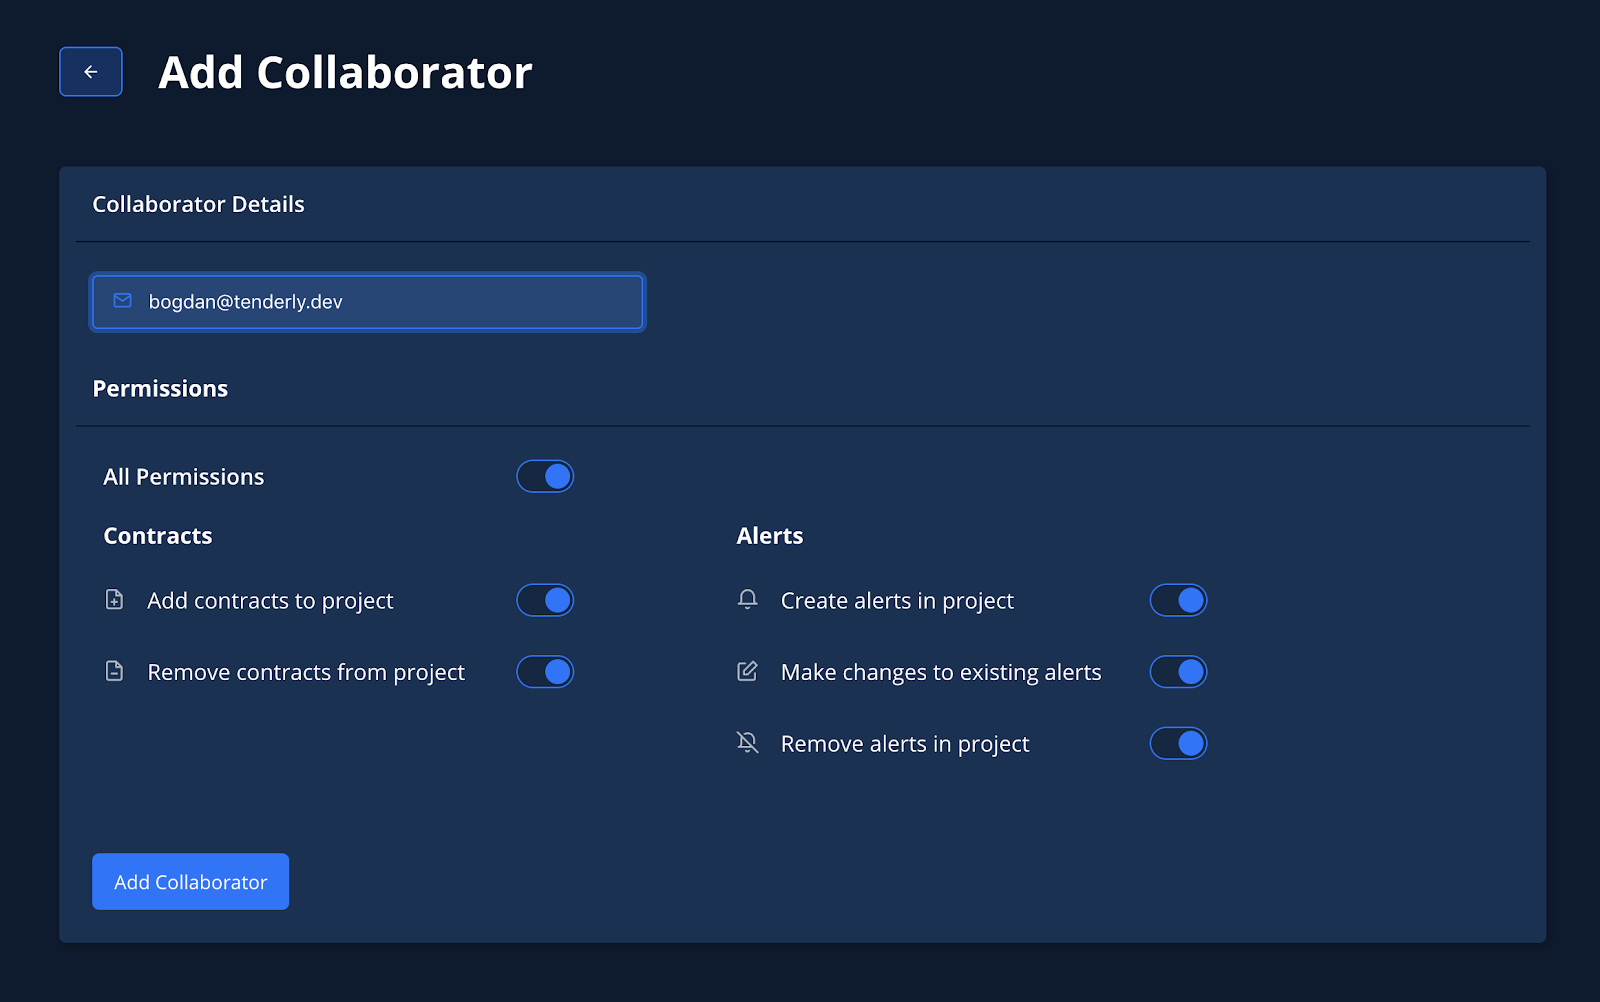 Add Collaborator
Collaborator Details
bogdan@tenderly.dev
Permissions
All Permissions
Contracts
Add contracts to project
Remove contracts from project
Alerts
Create alerts in project
Make changes to existing alerts
Remove alerts in project
Add Collaborator